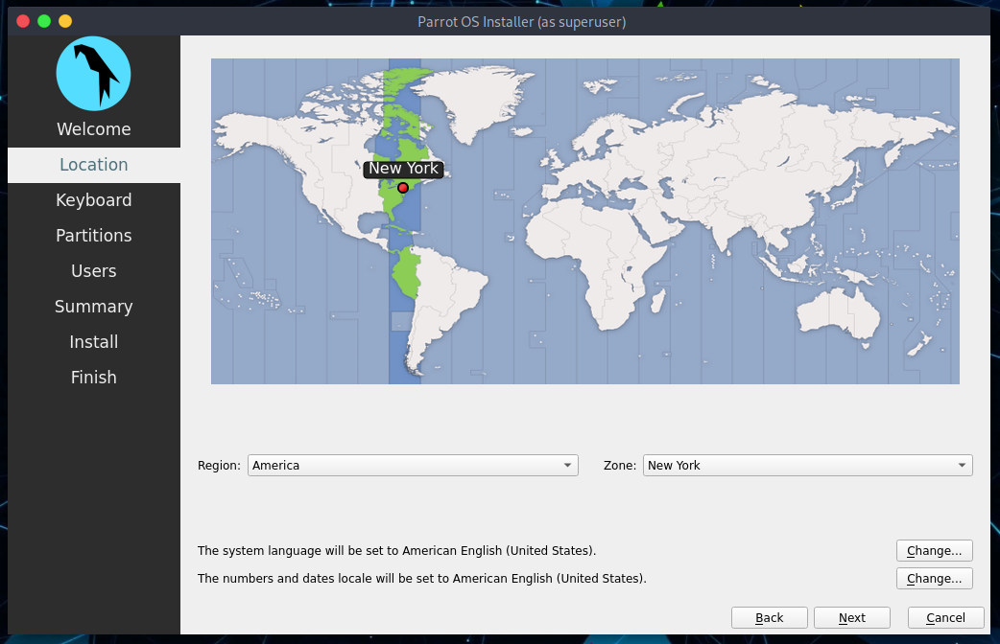 Parrot OS Installer (as superuser)
Welcome
Location
Keyboard
Partitions
Users
Summary
Install
Finish
New York
Region: America Zone: New York
The system language will be set to American English (United States). Change...
The numbers and dates locale will be set to American English (United States). Change...
Back Next Cancel